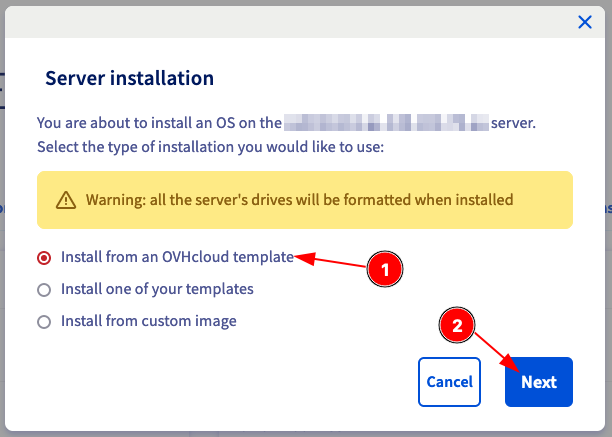 Server installation
You are about to install an OS on the server.
Select the type of installation you would like to use:
Warning: all the server's drives will be formatted when installed
Install from an OVHcloud template
1
Install one of your templates
Install from custom image
2
Cancel
Next